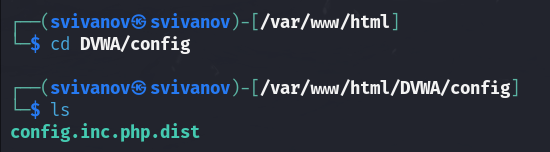 ┌──(svivanov㉿svivanov)-[/var/www/html]
└─$ cd DVWA/config
┌──(svivanov㉿svivanov)-[/var/www/html/DVWA/config]
└─$ ls
config.inc.php.dist